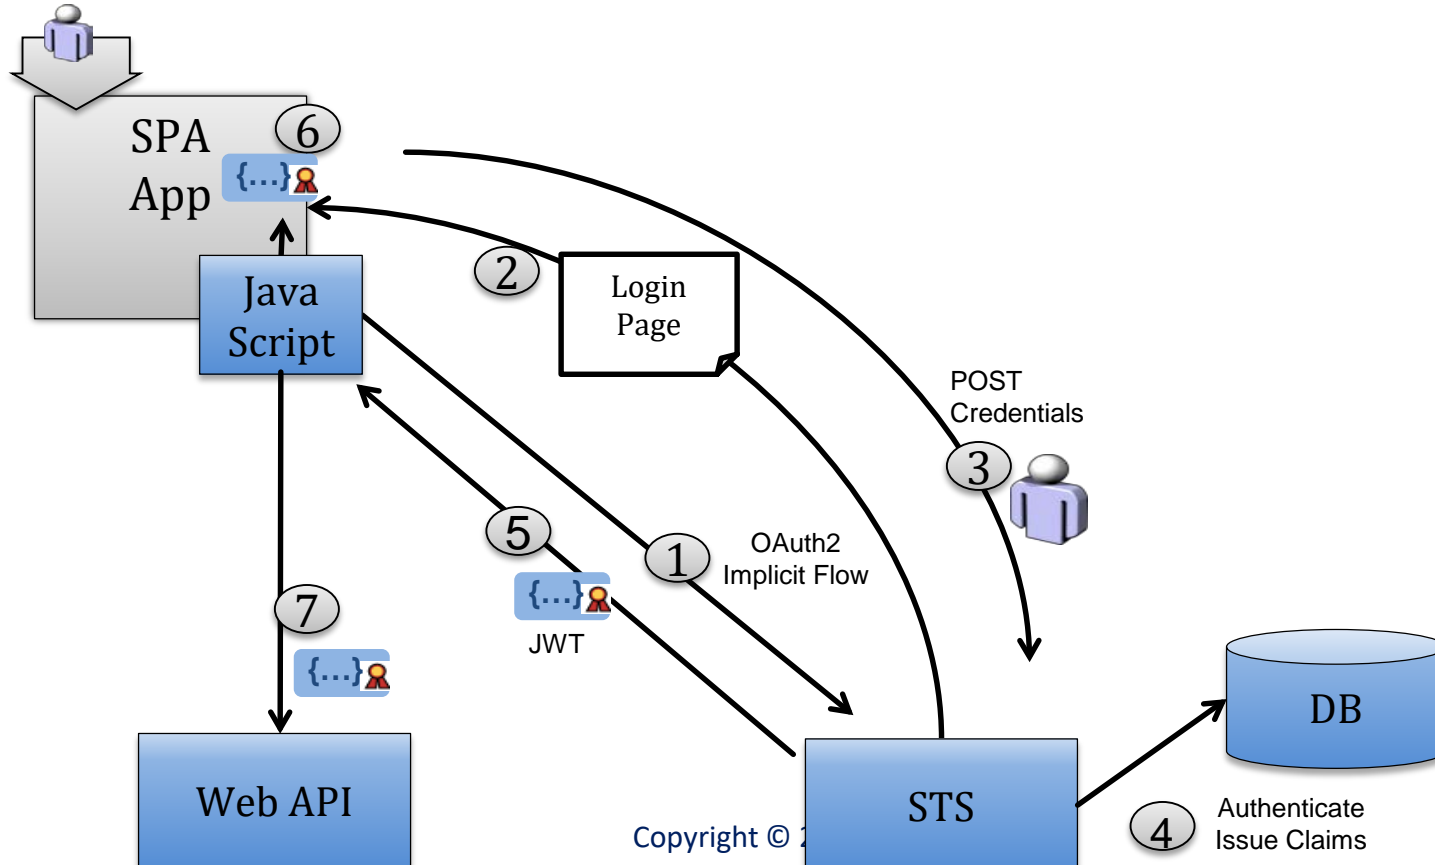 6
SPA
App
{...}
2
Java
Script
Login
Page
POST
Credentials
3
5
1
OAuth2
Implicit Flow
{...}
JWT
7
{...}
DB
Web API
STS
Copyright ©
4
Authenticate
Issue Claims